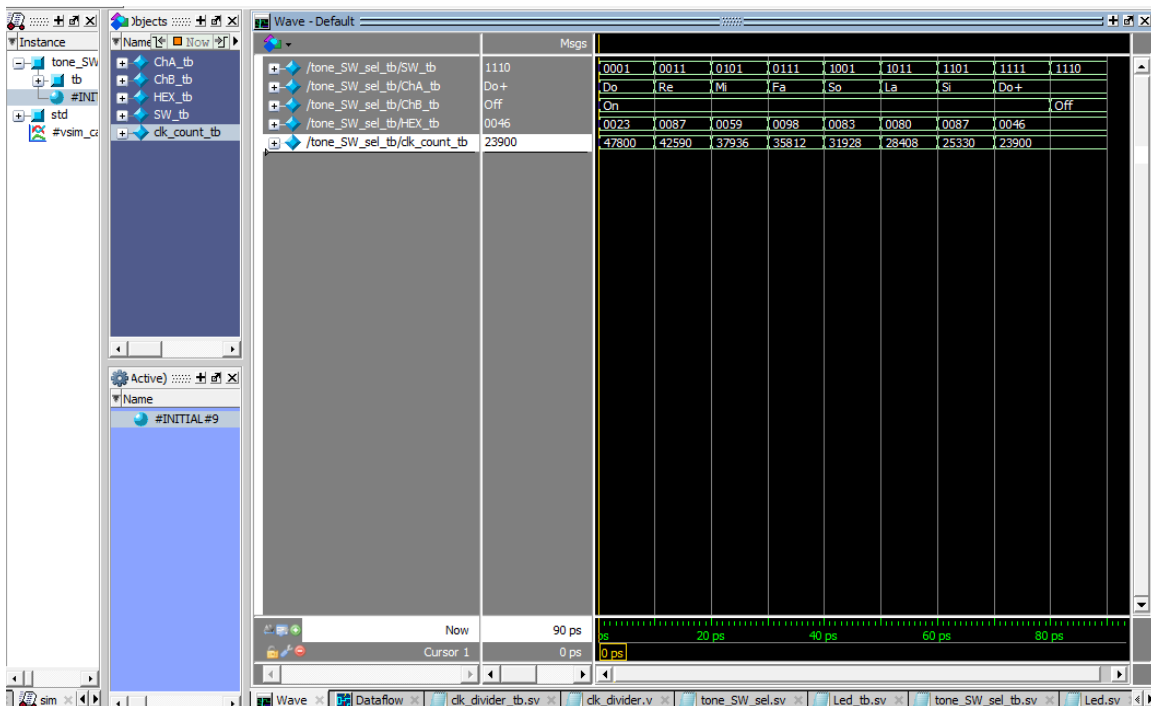 Objects
Wave - Default
Instance
Name
Now
Msgs
tone_SW
tb
#INIT
std
#vsim_ca
ChA_tb
ChB_tb
HEX_tb
SW_tb
clk_count_tb
/tone_SW_sel_tb/SW_tb 1110 0001 0011 0101 0111 1001 1011 1101 1111 1110
/tone_SW_sel_tb/ChA_tb Do+ Do Re Mi Fa So La Si Do+
/tone_SW_sel_tb/ChB_tb Off On Off
/tone_SW_sel_tb/HEX_tb 0046 0023 0087 0059 0098 0083 0080 0087 0046
/tone_SW_sel_tb/clk_count_tb 23900 47800 42590 37936 35812 31928 28408 25330 23900
Active)
Name
#INITIAL#9
Now 90 ps ps 20 ps 40 ps 60 ps 80 ps
Cursor 1 0 ps 0 ps
sim Wave Dataflow clk_divider_tb.sv clk_divider.v tone_SW_sel.sv Led_tb.sv tone_SW_sel_tb.sv Led.sv